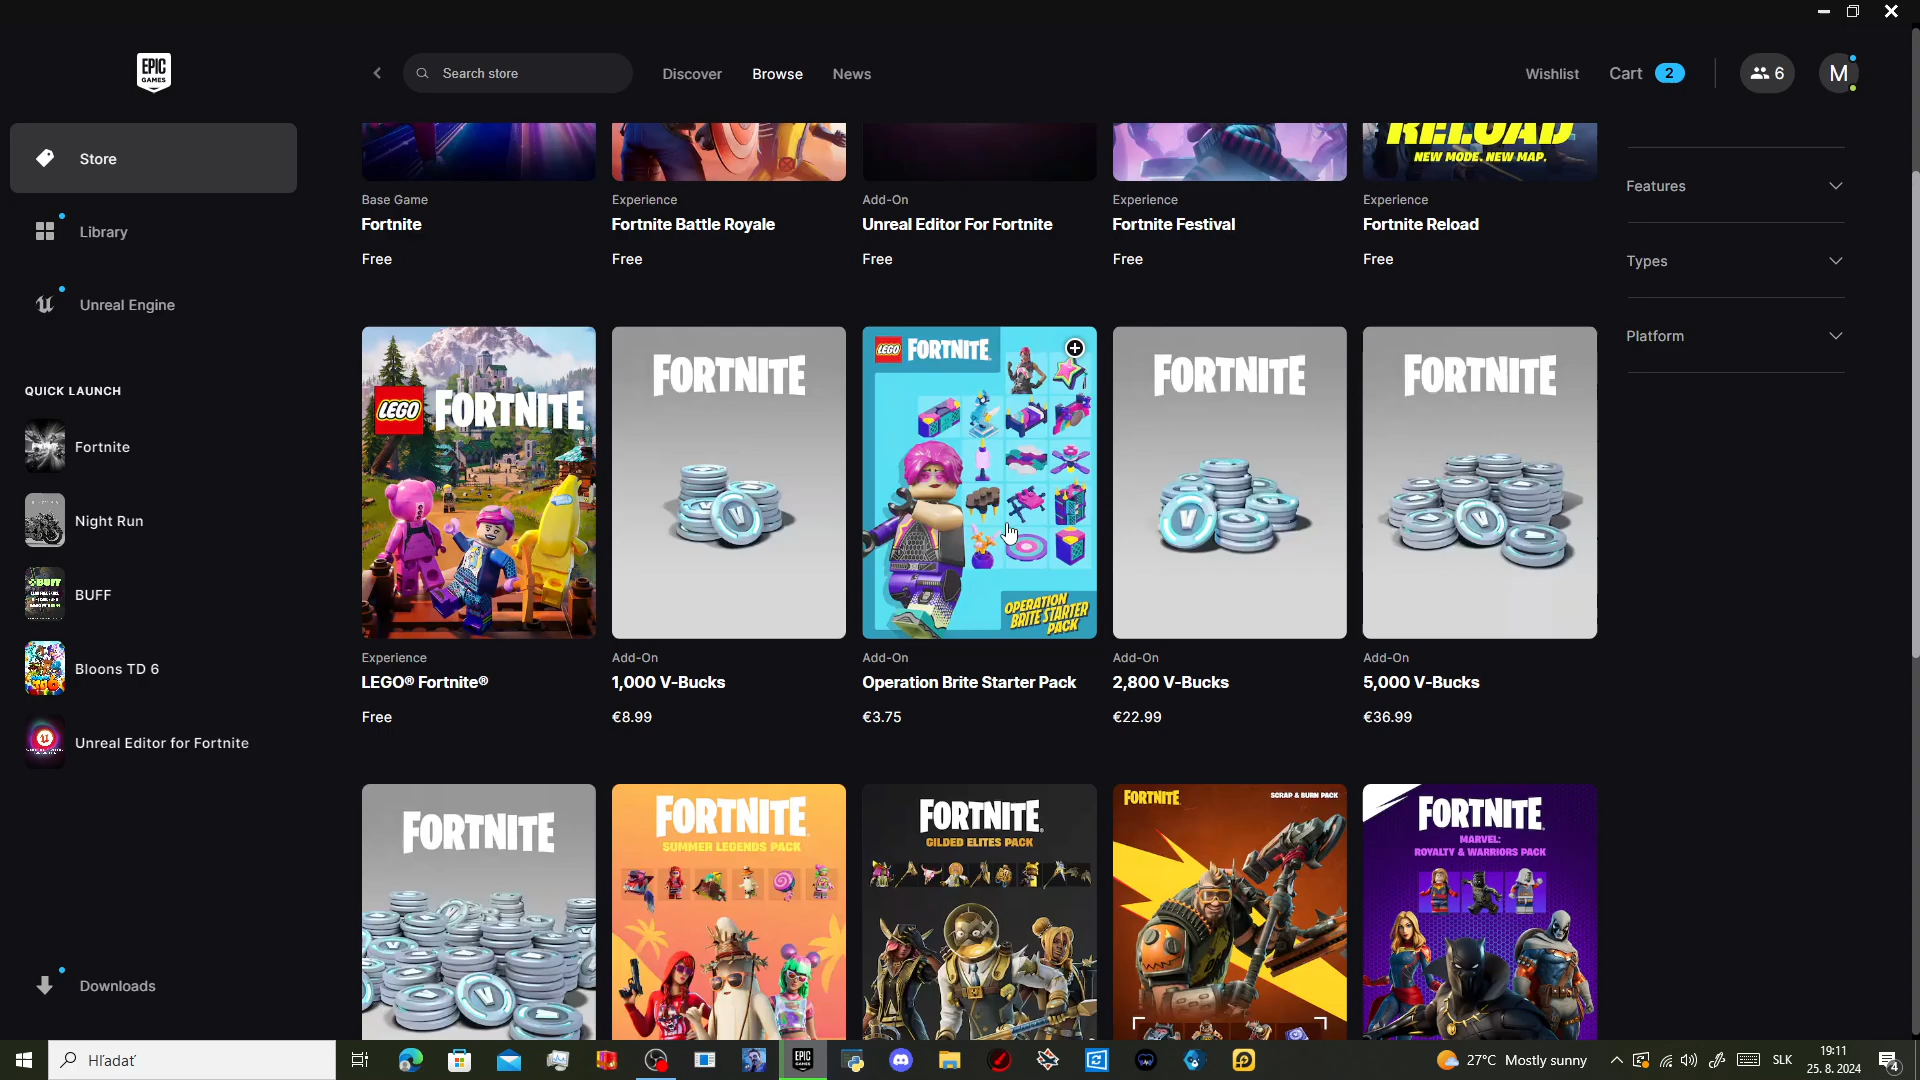 EPIC
GAMES
Search store
Discover
Browse
News
Wishlist
Cart
2
6
M
Store
Library
Unreal Engine
QUICK LAUNCH
Fortnite
Night Run
BUFF
Bloons TD 6
Unreal Editor for Fortnite
Downloads
RELOAD
NEW MODE. NEW MAP.
Base Game
Fortnite
Free
Experience
Fortnite Battle Royale
Free
Add-On
Unreal Editor For Fortnite
Free
Experience
Fortnite Festival
Free
Experience
Fortnite Reload
Free
Features
Types
Platform
LEGO FORTNITE
Experience
LEGO® Fortnite®
Free
FORTNITE
Add-On
1,000 V-Bucks
€8.99
LEGO FORTNITE
OPERATION
BRITE STARTER
PACK
Add-On
Operation Brite Starter Pack
€3.75
FORTNITE
Add-On
2,800 V-Bucks
€22.99
FORTNITE
Add-On
5,000 V-Bucks
€36.99
FORTNITE
FORTNITE
SUMMER LEGENDS PACK
FORTNITE
GILDED ELITES PACK
FORTNITE
SCRAP & BURN PACK
FORTNITE
MARVEL:
ROYALTY & WARRIORS PACK
Hľadať
27°C Mostly sunny
SLK
19:11
25. 8. 2024
4